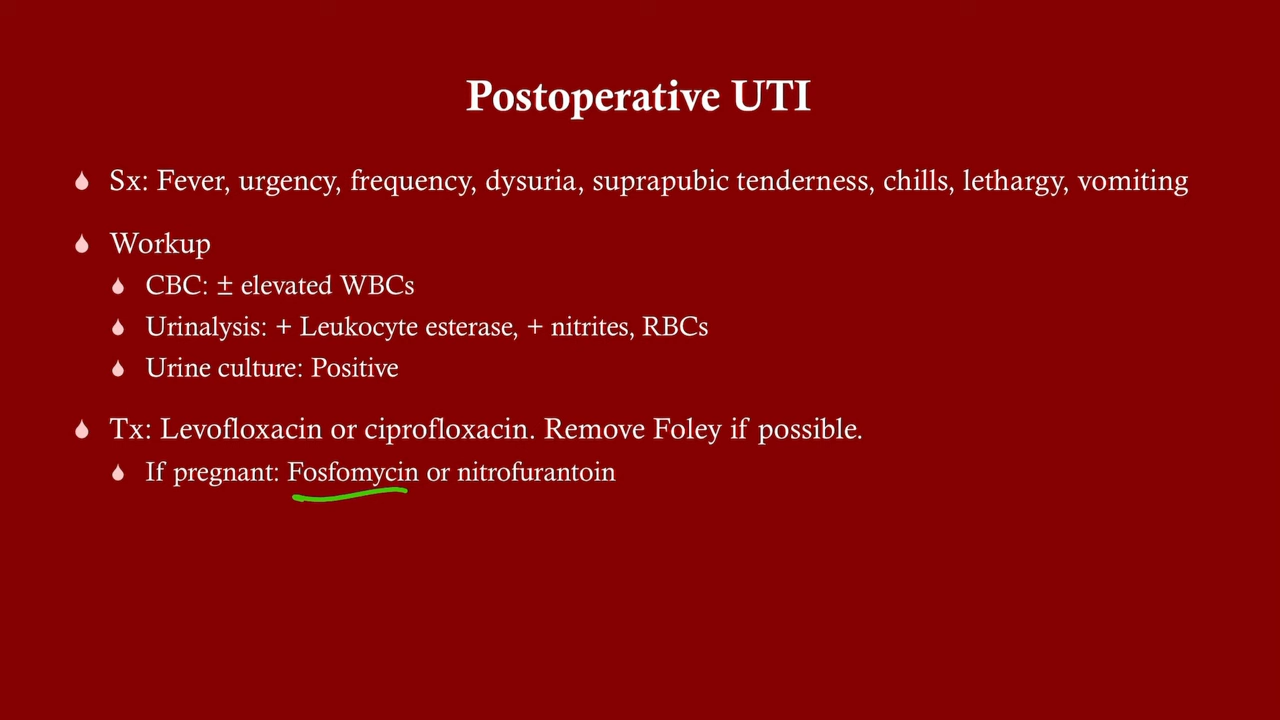 Postoperative UTI
Sx: Fever, urgency, frequency, dysuria, suprapubic tenderness, chills, lethargy, vomiting
Workup
CBC: ± elevated WBCs
Urinalysis: + Leukocyte esterase, + nitrites, RBCs
Urine culture: Positive
Tx: Levofloxacin or ciprofloxacin. Remove Foley if possible.
If pregnant: Fosfomycin or nitrofurantoin